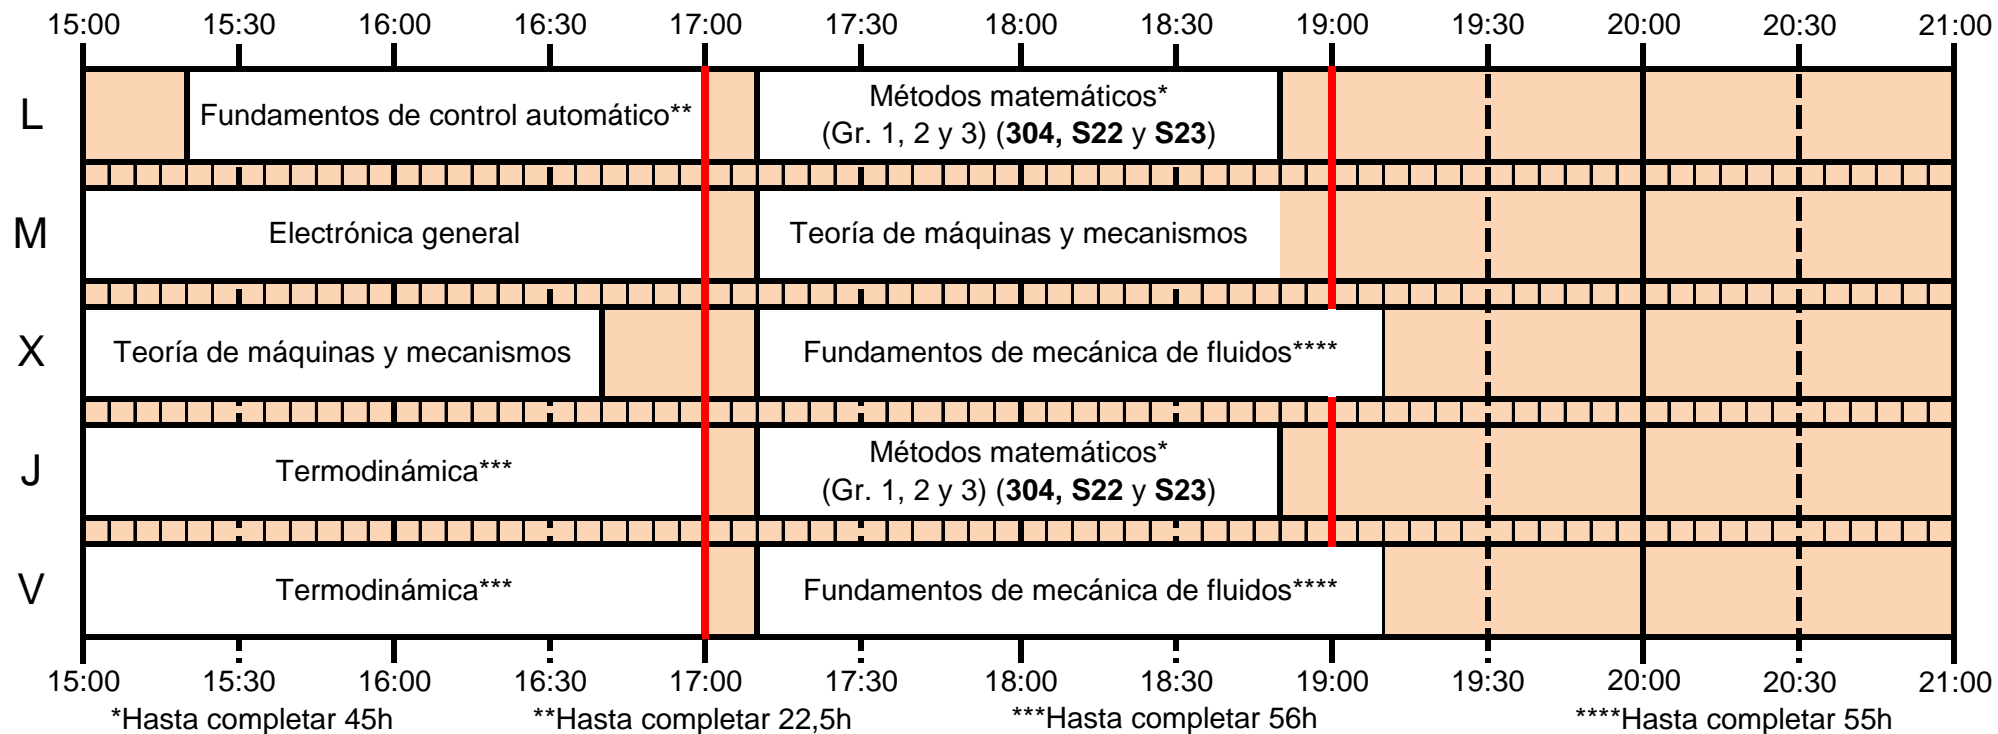 15:00 15:30 16:00 16:30 17:00 17:30 18:00 18:30 19:00 19:30 20:00 20:30 21:00
L
Fundamentos de control automático**
Métodos matemáticos*
(Gr. 1, 2 y 3) (304, S22 y S23)
M
Electrónica general
Teoría de máquinas y mecanismos
X
Teoría de máquinas y mecanismos
Fundamentos de mecánica de fluidos****
J
Termodinámica***
Métodos matemáticos*
(Gr. 1, 2 y 3) (304, S22 y S23)
V
Termodinámica***
Fundamentos de mecánica de fluidos****
15:00 15:30 16:00 16:30 17:00 17:30 18:00 18:30 19:00 19:30 20:00 20:30 21:00
*Hasta completar 45h **Hasta completar 22,5h ***Hasta completar 56h ****Hasta completar 55h